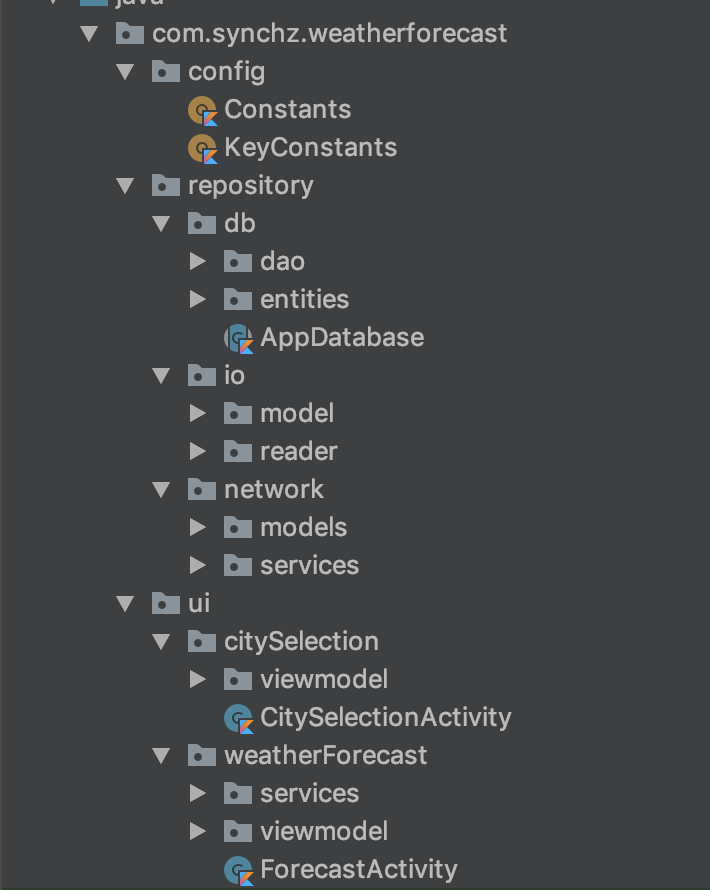 java
com.synchz.weatherforecast
config
Constants
KeyConstants
repository
db
dao
entities
AppDatabase
io
model
reader
network
models
services
ui
citySelection
viewmodel
CitySelectionActivity
weatherForecast
services
viewmodel
ForecastActivity